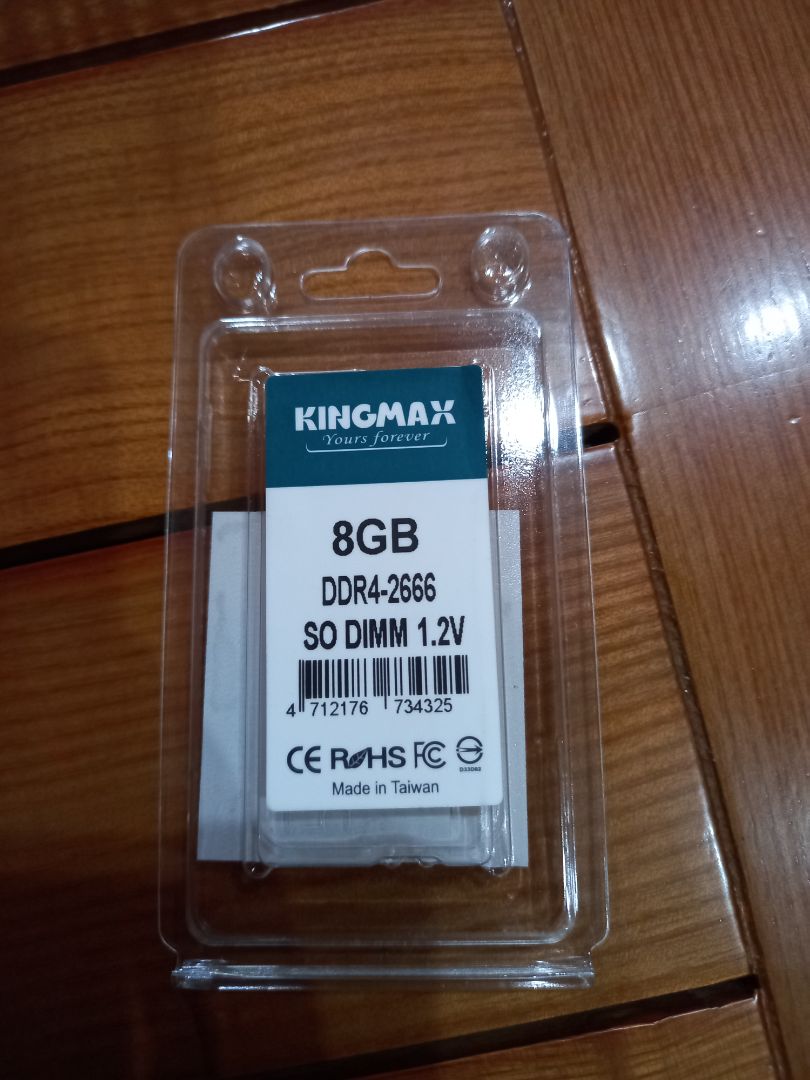 KINGMAX
Yours forever
8GB
DDR4-2666
SO DIMM 1.2V
4 712176 734325
CE RoHS FC
Made in Taiwan